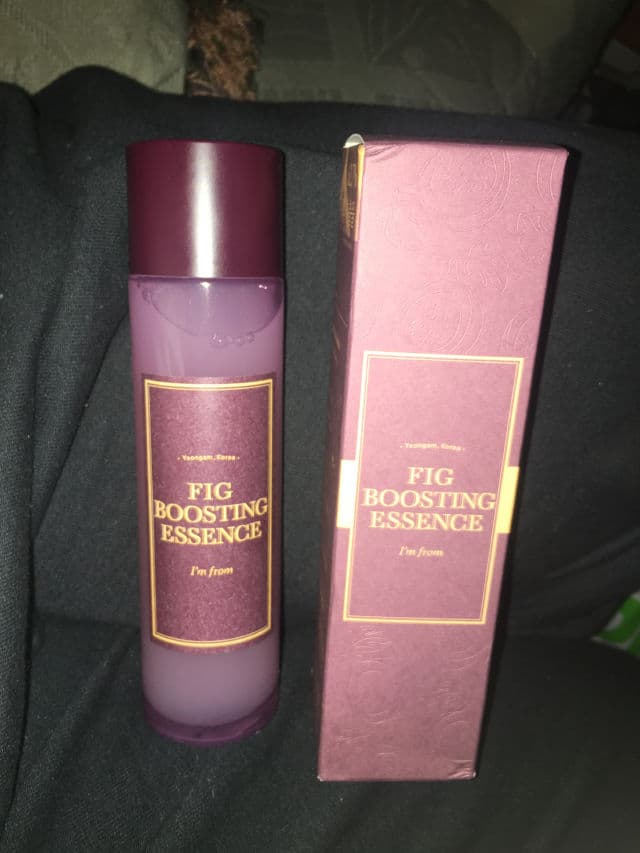 - Yeongam, Korea -
FIG
BOOSTING
ESSENCE
I'm from
- Yeongam, Korea -
FIG
BOOSTING
ESSENCE
I'm from